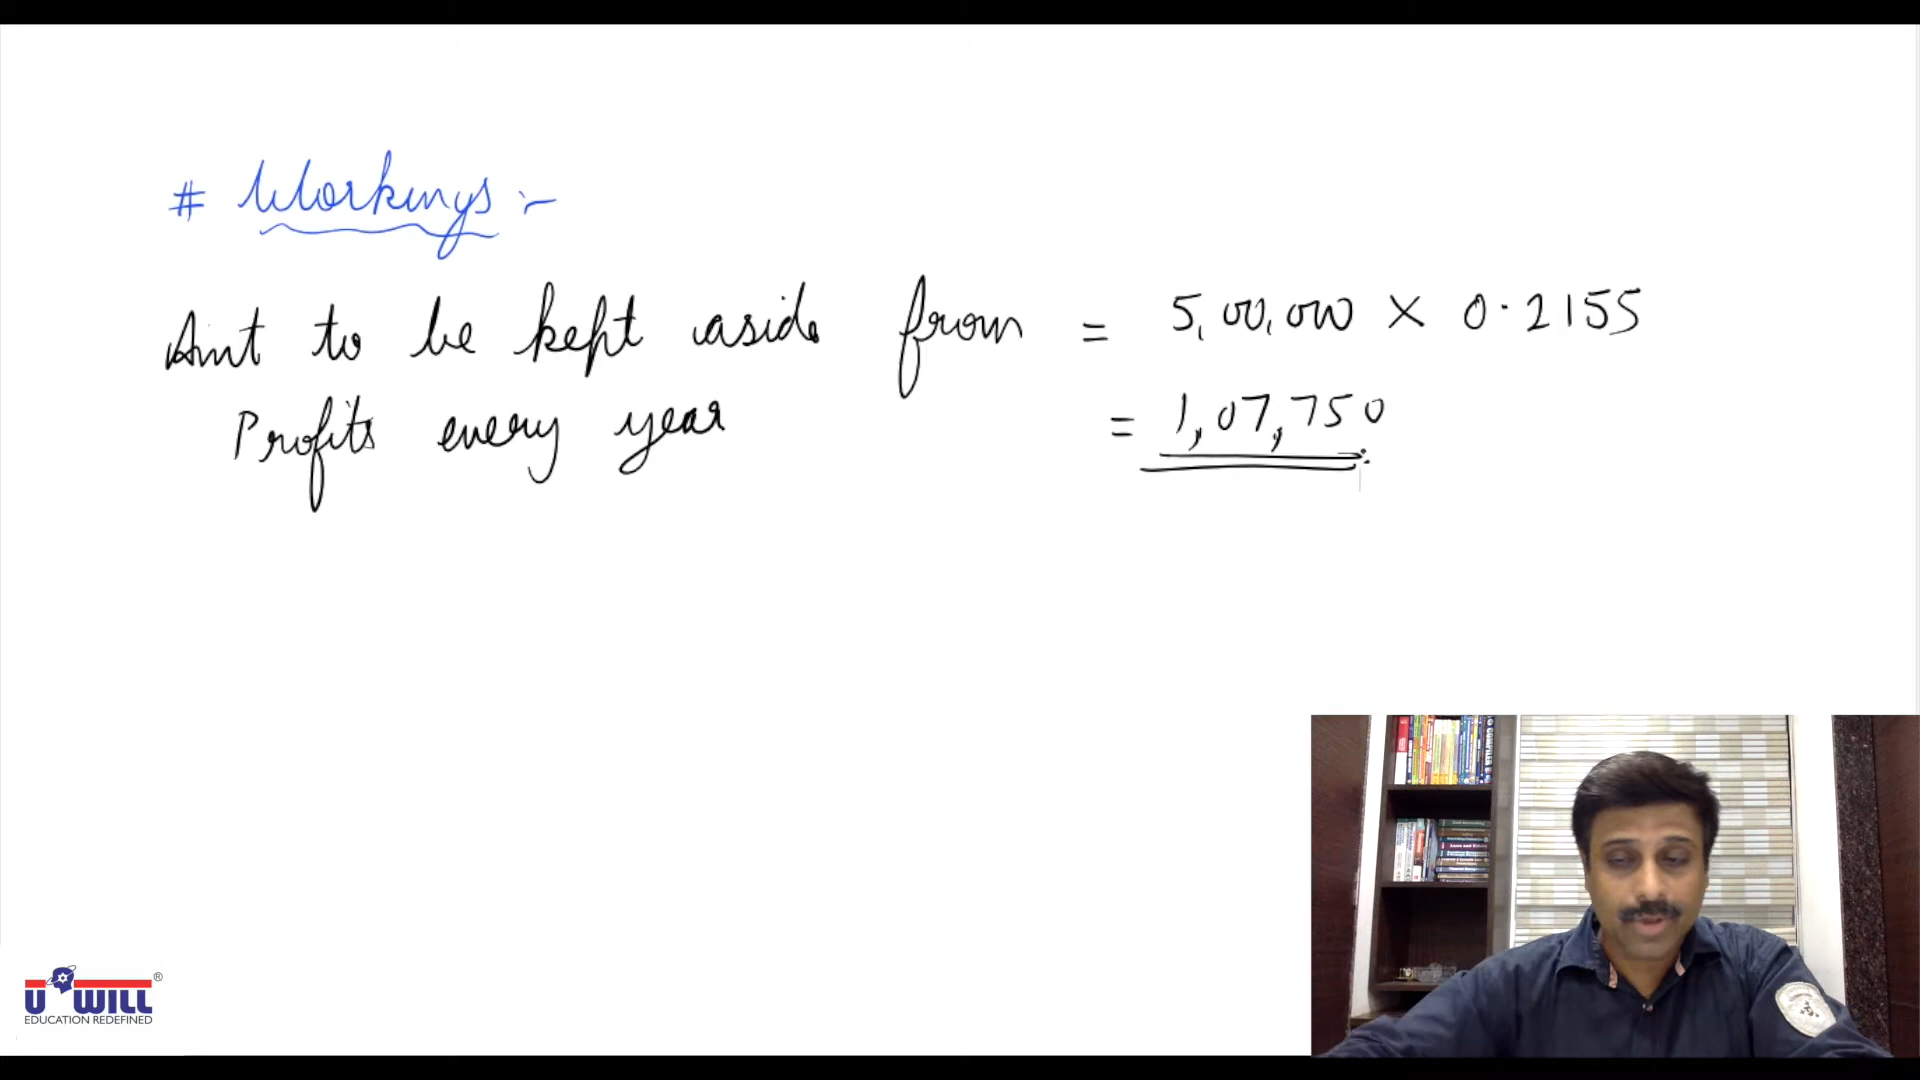 # Workings :-
Amt to be kept aside from = 5,00,000 × 0.2155
Profits every year = 1,07,750
U WILL ®
EDUCATION REDEFINED